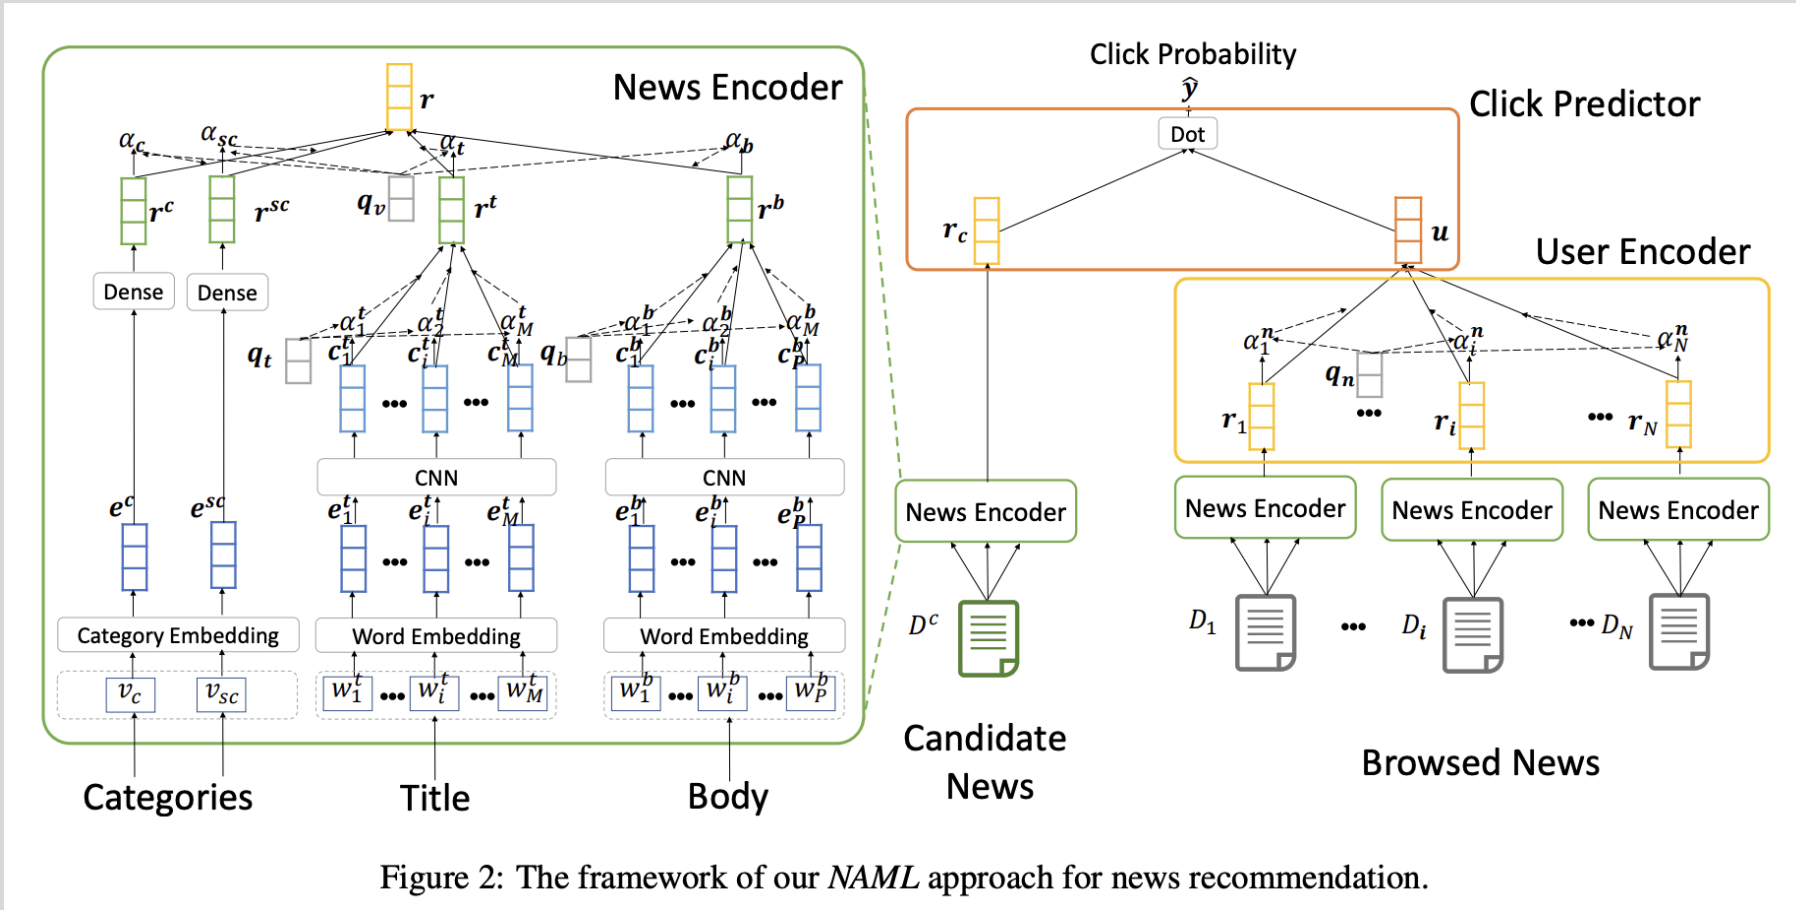 News Encoder
r
α_c α_sc α_t α_b
r^c r^sc q_v r^t r^b
Dense Dense
α_1^t α_2^t α_M^t α_1^b α_2^b α_M^b
q_t c_1^t c_i^t c_M^t q_b c_1^b c_i^b c_P^b
••• ••• ••• •••
CNN CNN
e^c e^sc e_1^t e_i^t e_M^t e_1^b e_i^b e_P^b
••• ••• ••• •••
Category Embedding Word Embedding Word Embedding
v_c v_sc w_1^t ••• w_i^t ••• w_M^t w_1^b ••• w_i^b ••• w_P^b
Categories Title Body
Click Probability
ŷ
Click Predictor
Dot
r_c u
User Encoder
α_1^n α_i^n α_N^n
q_n
r_1 ••• r_i ••• r_N
News Encoder News Encoder News Encoder News Encoder
D^c D_1 ••• D_i ••• D_N
Candidate
News
Browsed News
Figure 2: The framework of our NAML approach for news recommendation.